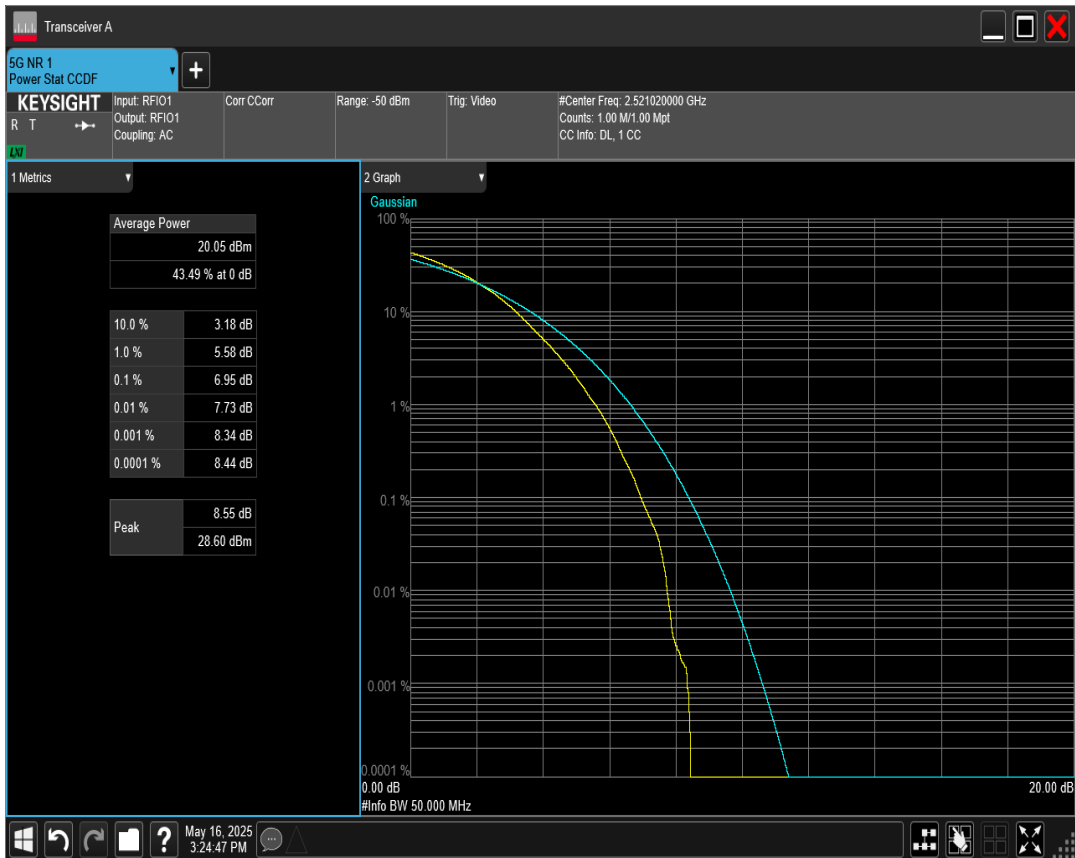 Transceiver A
5G NR 1
Power Stat CCDF
KEYSIGHT
R T
LXI
Input: RFIO1
Output: RFIO1
Coupling: AC
Corr CCorr
Range: -50 dBm
Trig: Video
#Center Freq: 2.521020000 GHz
Counts: 1.00 M/1.00 Mpt
CC Info: DL, 1 CC
1 Metrics
Average Power
20.05 dBm
43.49 % at 0 dB
10.0 % 3.18 dB
1.0 % 5.58 dB
0.1 % 6.95 dB
0.01 % 7.73 dB
0.001 % 8.34 dB
0.0001 % 8.44 dB
Peak
8.55 dB
28.60 dBm
2 Graph
Gaussian
100 %
10 %
1 %
0.1 %
0.01 %
0.001 %
0.0001 %
0.00 dB
20.00 dB
#Info BW 50.000 MHz
?
May 16, 2025
3:24:47 PM